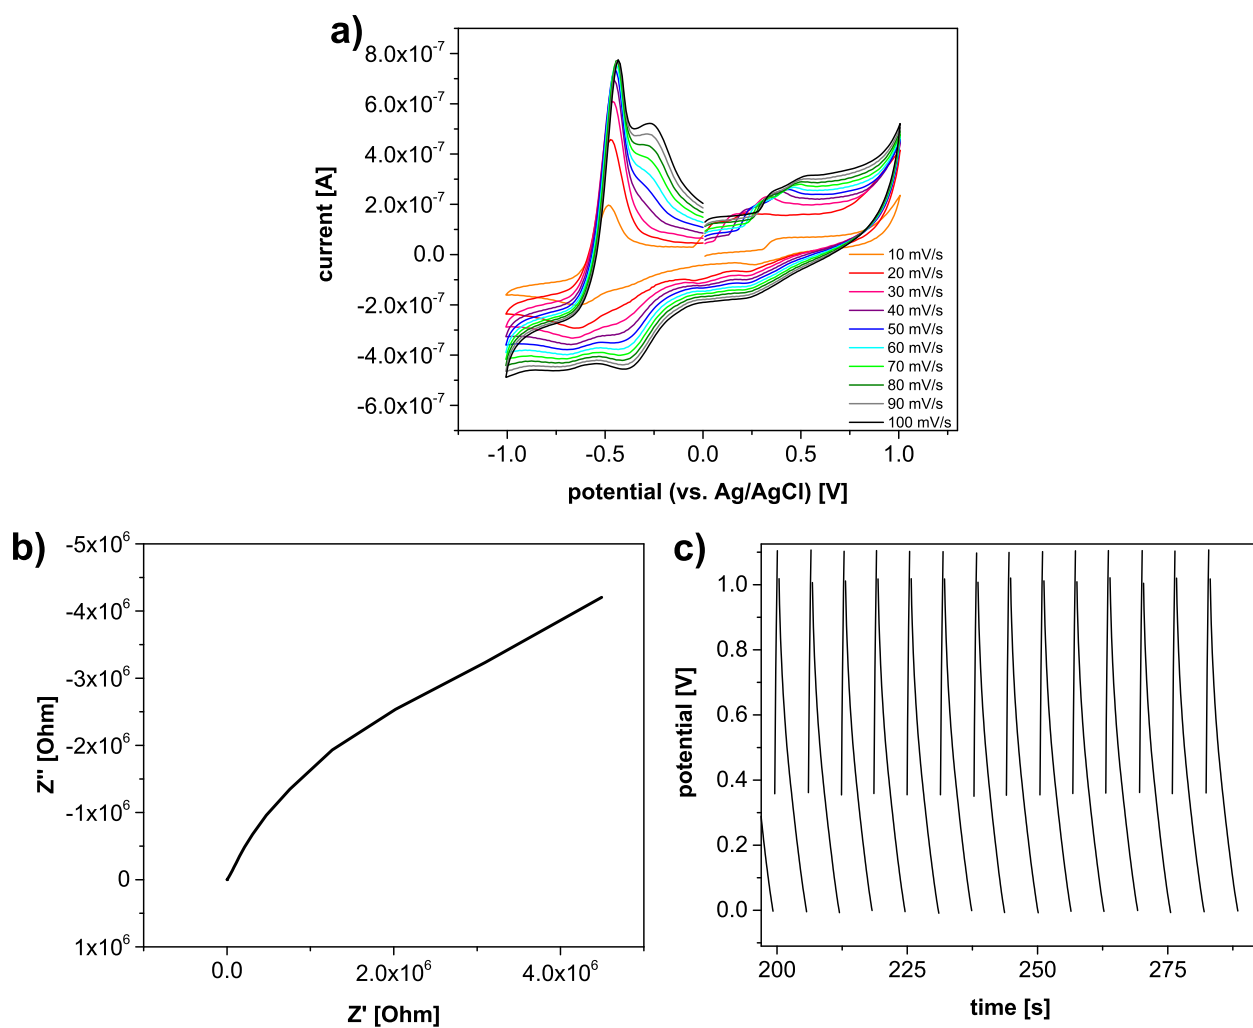 a)
8.0x10⁻⁷
6.0x10⁻⁷
4.0x10⁻⁷
2.0x10⁻⁷
0.0
-2.0x10⁻⁷
-4.0x10⁻⁷
-6.0x10⁻⁷
current [A]
10 mV/s
20 mV/s
30 mV/s
40 mV/s
50 mV/s
60 mV/s
70 mV/s
80 mV/s
90 mV/s
100 mV/s
-1.0 -0.5 0.0 0.5 1.0
potential (vs. Ag/AgCl) [V]
b)
-5x10⁶
-4x10⁶
-3x10⁶
-2x10⁶
-1x10⁶
0
1x10⁶
Z'' [Ohm]
0.0 2.0x10⁶ 4.0x10⁶
Z' [Ohm]
c)
1.0
0.8
0.6
0.4
0.2
0.0
potential [V]
200 225 250 275
time [s]